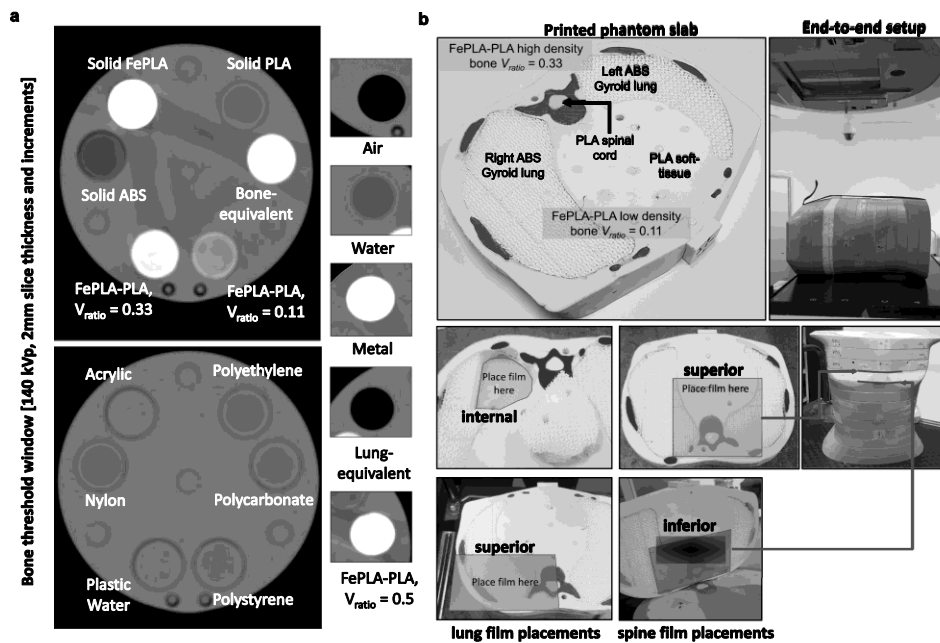 a
Bone threshold window [140 kVp, 2mm slice thickness and increments]
Solid FePLA
Solid PLA
Solid ABS
Bone-
equivalent
FePLA-PLA,
Vratio = 0.33
FePLA-PLA,
Vratio = 0.11
Acrylic
Polyethylene
Nylon
Polycarbonate
Plastic
Water
Polystyrene
Air
Water
Metal
Lung-
equivalent
FePLA-PLA,
Vratio = 0.5
b
Printed phantom slab
End-to-end setup
FePLA-PLA high density
bone Vratio = 0.33
Left ABS
Gyroid lung
PLA spinal
cord
PLA soft-
tissue
Right ABS
Gyroid lung
FePLA-PLA low density
bone Vratio = 0.11
Place film
here
internal
superior
Place film here
superior
Place film here
inferior
lung film placements
spine film placements